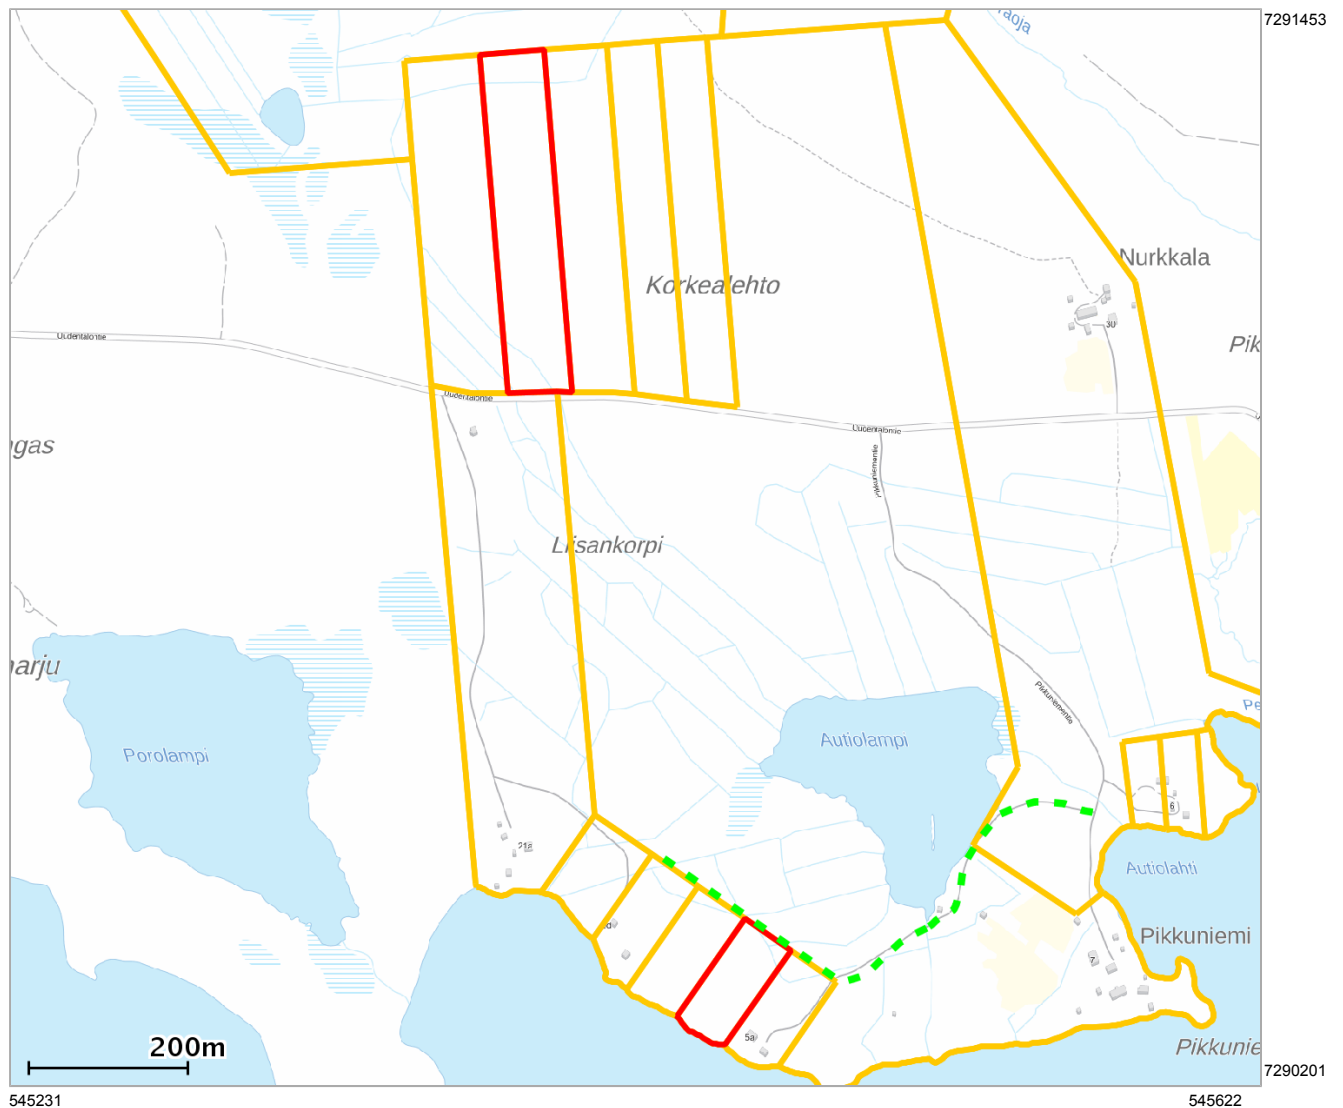 7291453
Nurkkala
Korkealehto
30
Uudentalontie
Pik
Uudentalontie
Uudentalontie
gas
Pikkuniementie
Liisankorpi
arju
Pikkuniementie
Pe
Autiolampi
Porolampi
6
21a
Autiolahti
Pikkuniemi
7
5a
200m
Pikkunie
7290201
545231
545622